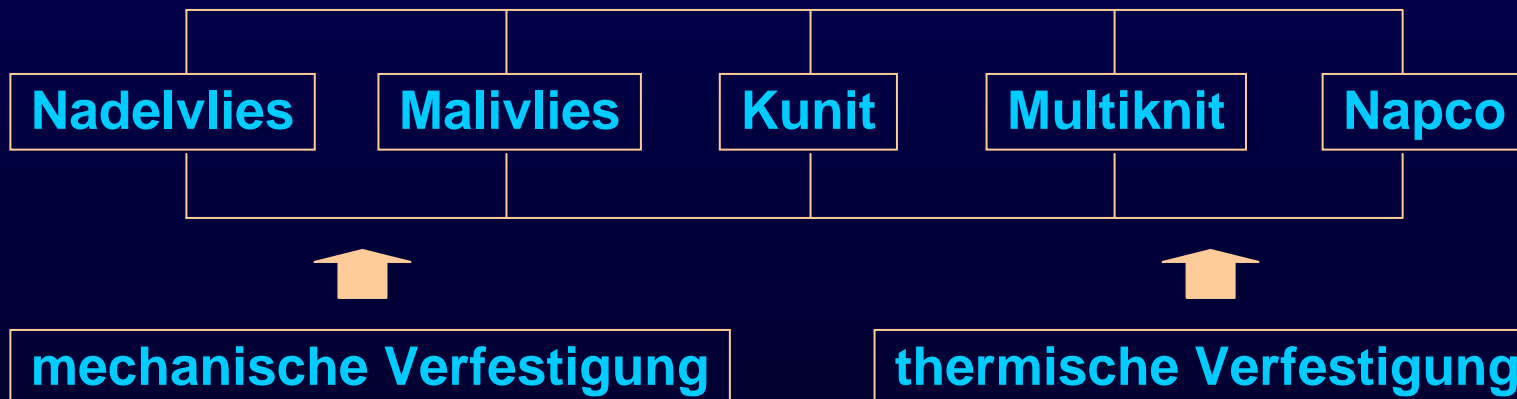 Nadelvlies Malivlies Kunit Multiknit Napco
mechanische Verfestigung thermische Verfestigung